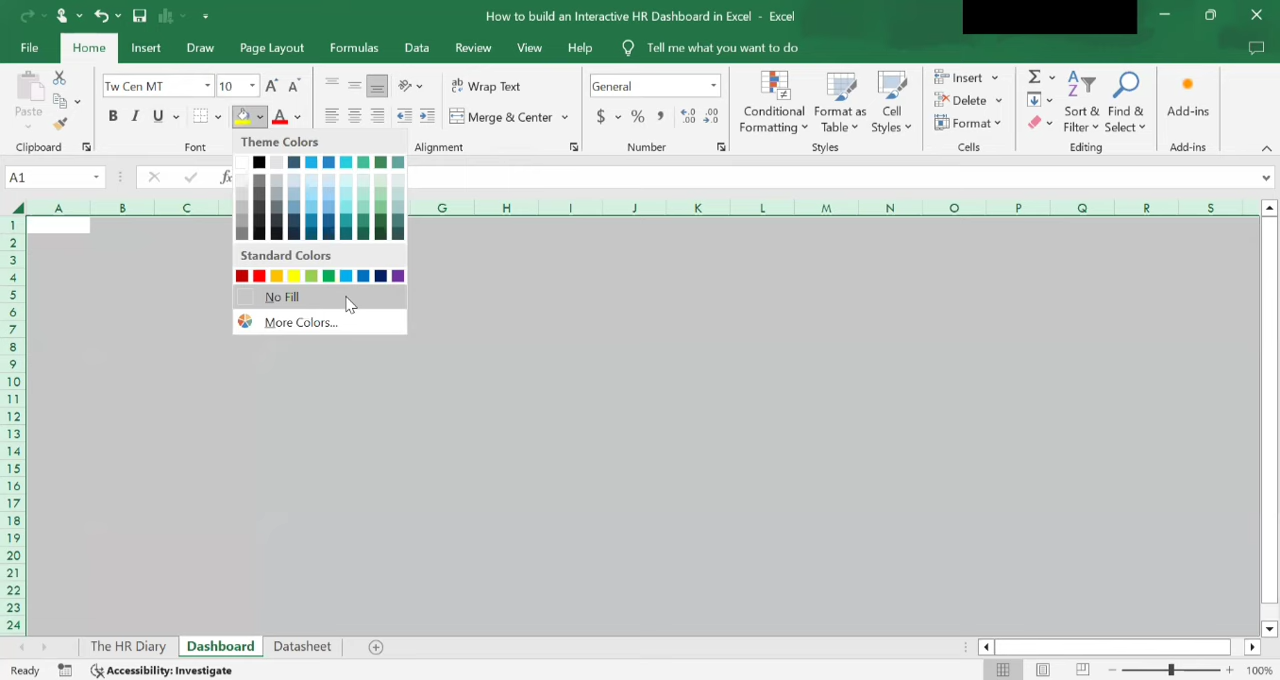 How to build an Interactive HR Dashboard in Excel - Excel
File Home Insert Draw Page Layout Formulas Data Review View Help Tell me what you want to do
Paste
Clipboard
Tw Cen MT 10
A A
B I U A
Font
Wrap Text
Merge & Center
Alignment
General
$ % ,
Number
Conditional Formatting
Format as Table
Cell Styles
Styles
Insert
Delete
Format
Cells
Sort & Filter
Find & Select
Editing
Add-ins
Add-ins
A1 fx
Theme Colors
Standard Colors
No Fill
More Colors...
A B C G H I J K L M N O P Q R S
1
2
3
4
5
6
7
8
9
10
11
12
13
14
15
16
17
18
19
20
21
22
23
24
The HR Diary Dashboard Datasheet
Ready Accessibility: Investigate 100%